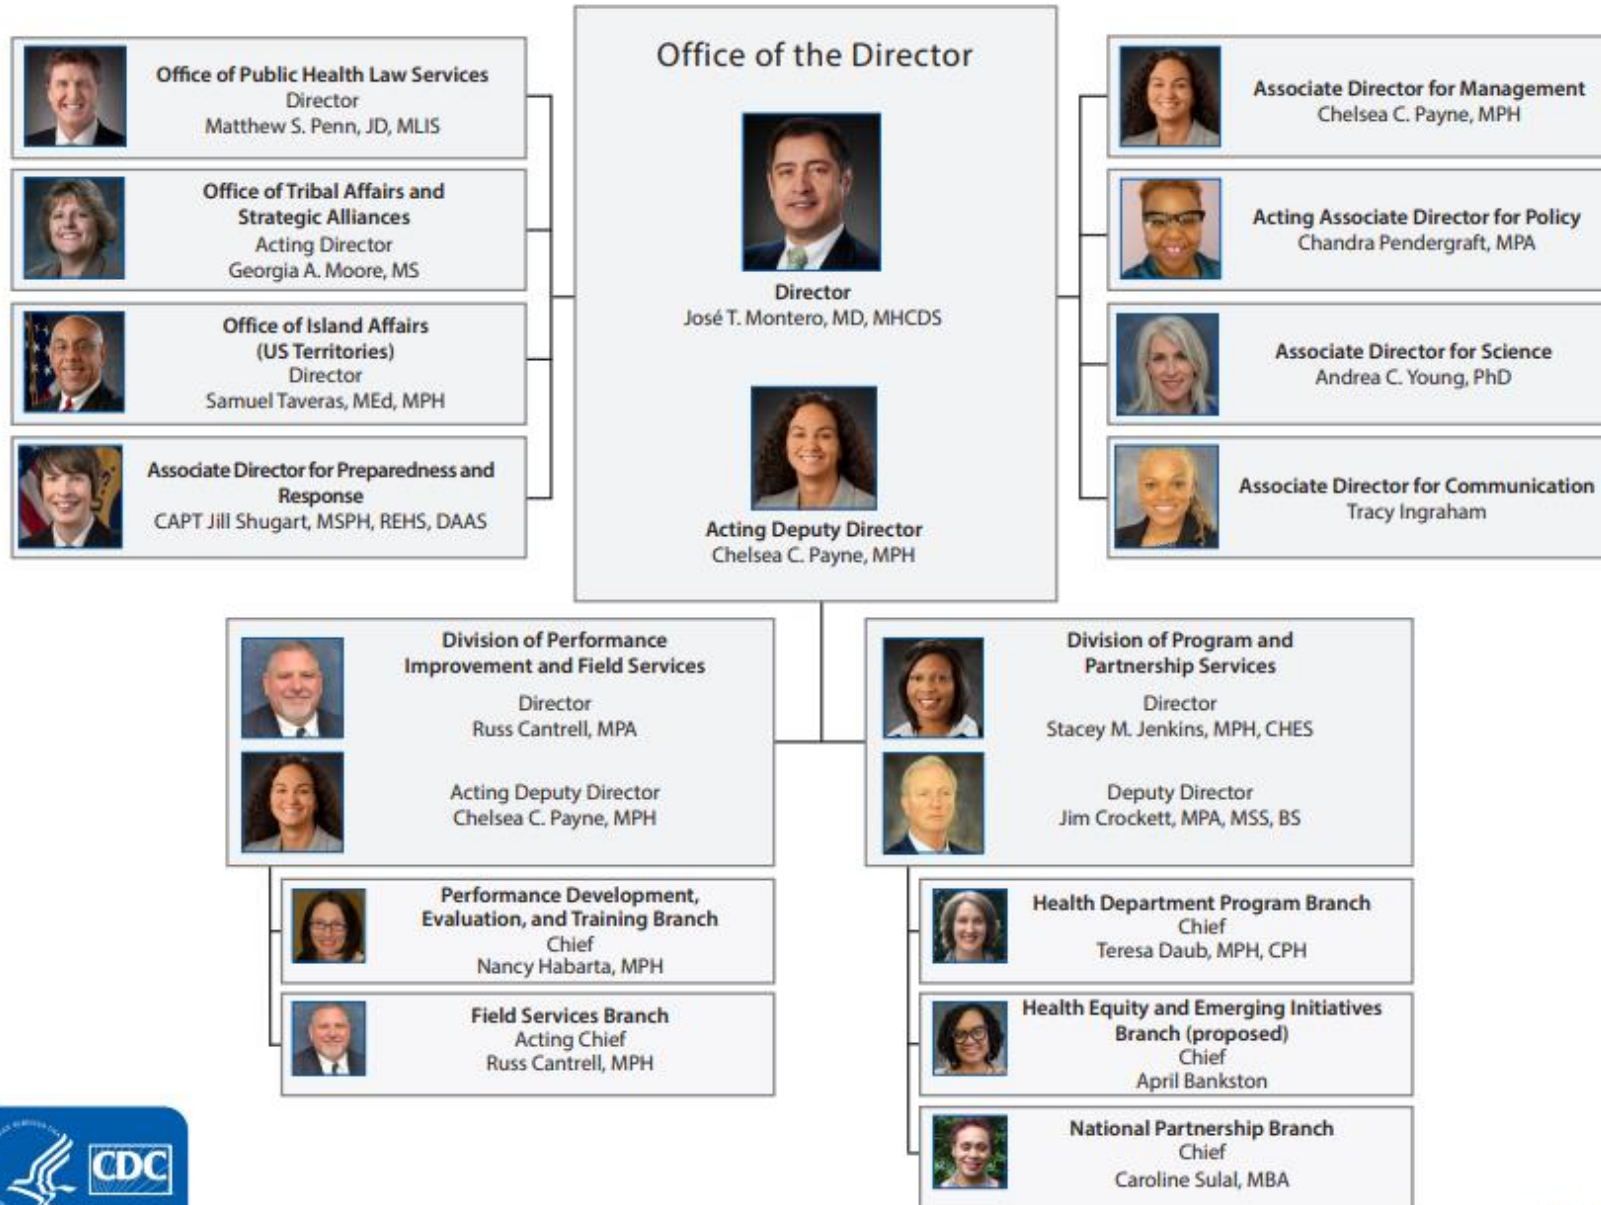 Office of the Director
Director
José T. Montero, MD, MHCDS
Acting Deputy Director
Chelsea C. Payne, MPH
Office of Public Health Law Services
Director
Matthew S. Penn, JD, MLIS
Office of Tribal Affairs and
Strategic Alliances
Acting Director
Georgia A. Moore, MS
Office of Island Affairs
(US Territories)
Director
Samuel Taveras, MEd, MPH
Associate Director for Preparedness and
Response
CAPT Jill Shugart, MSPH, REHS, DAAS
Associate Director for Management
Chelsea C. Payne, MPH
Acting Associate Director for Policy
Chandra Pendergraft, MPA
Associate Director for Science
Andrea C. Young, PhD
Associate Director for Communication
Tracy Ingraham
Division of Performance
Improvement and Field Services
Director
Russ Cantrell, MPA
Acting Deputy Director
Chelsea C. Payne, MPH
Performance Development,
Evaluation, and Training Branch
Chief
Nancy Habarta, MPH
Field Services Branch
Acting Chief
Russ Cantrell, MPH
Division of Program and
Partnership Services
Director
Stacey M. Jenkins, MPH, CHES
Deputy Director
Jim Crockett, MPA, MSS, BS
Health Department Program Branch
Chief
Teresa Daub, MPH, CPH
Health Equity and Emerging Initiatives
Branch (proposed)
Chief
April Bankston
National Partnership Branch
Chief
Caroline Sulal, MBA
CDC